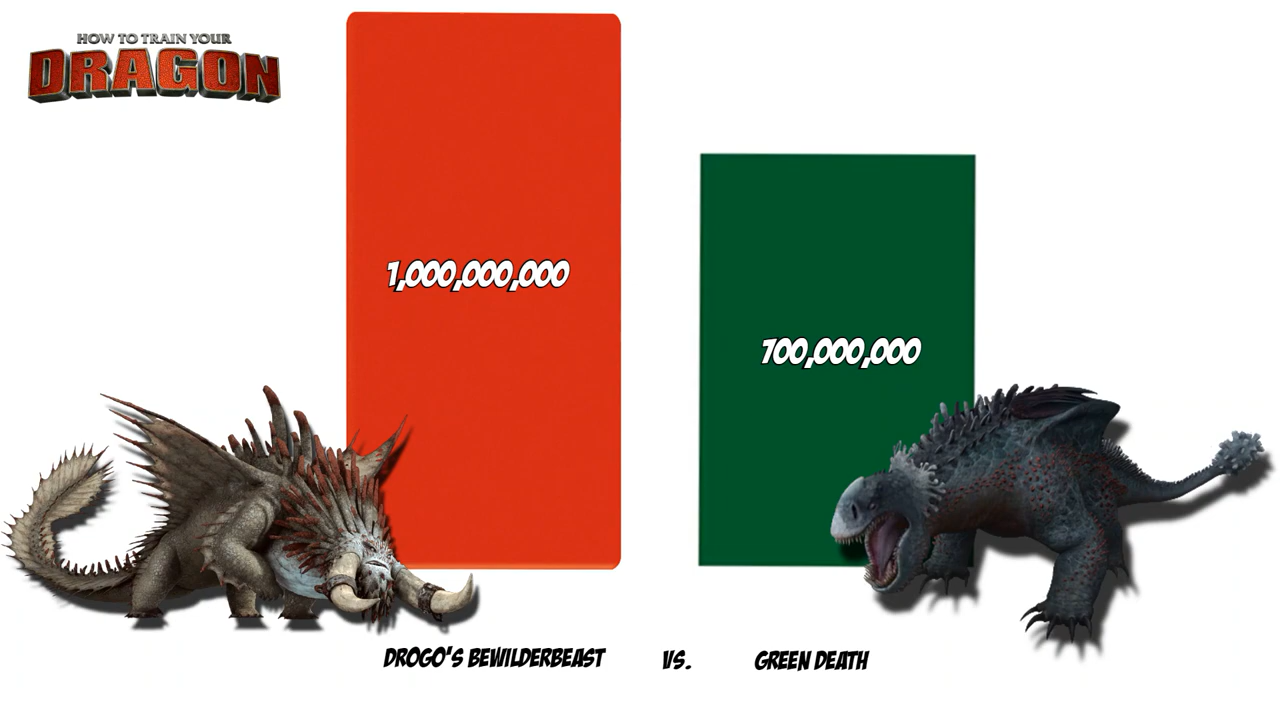 HOW TO TRAIN YOUR
DRAGON
1,000,000,000
700,000,000
DROGO'S BEWILDERBEAST VS. GREEN DEATH